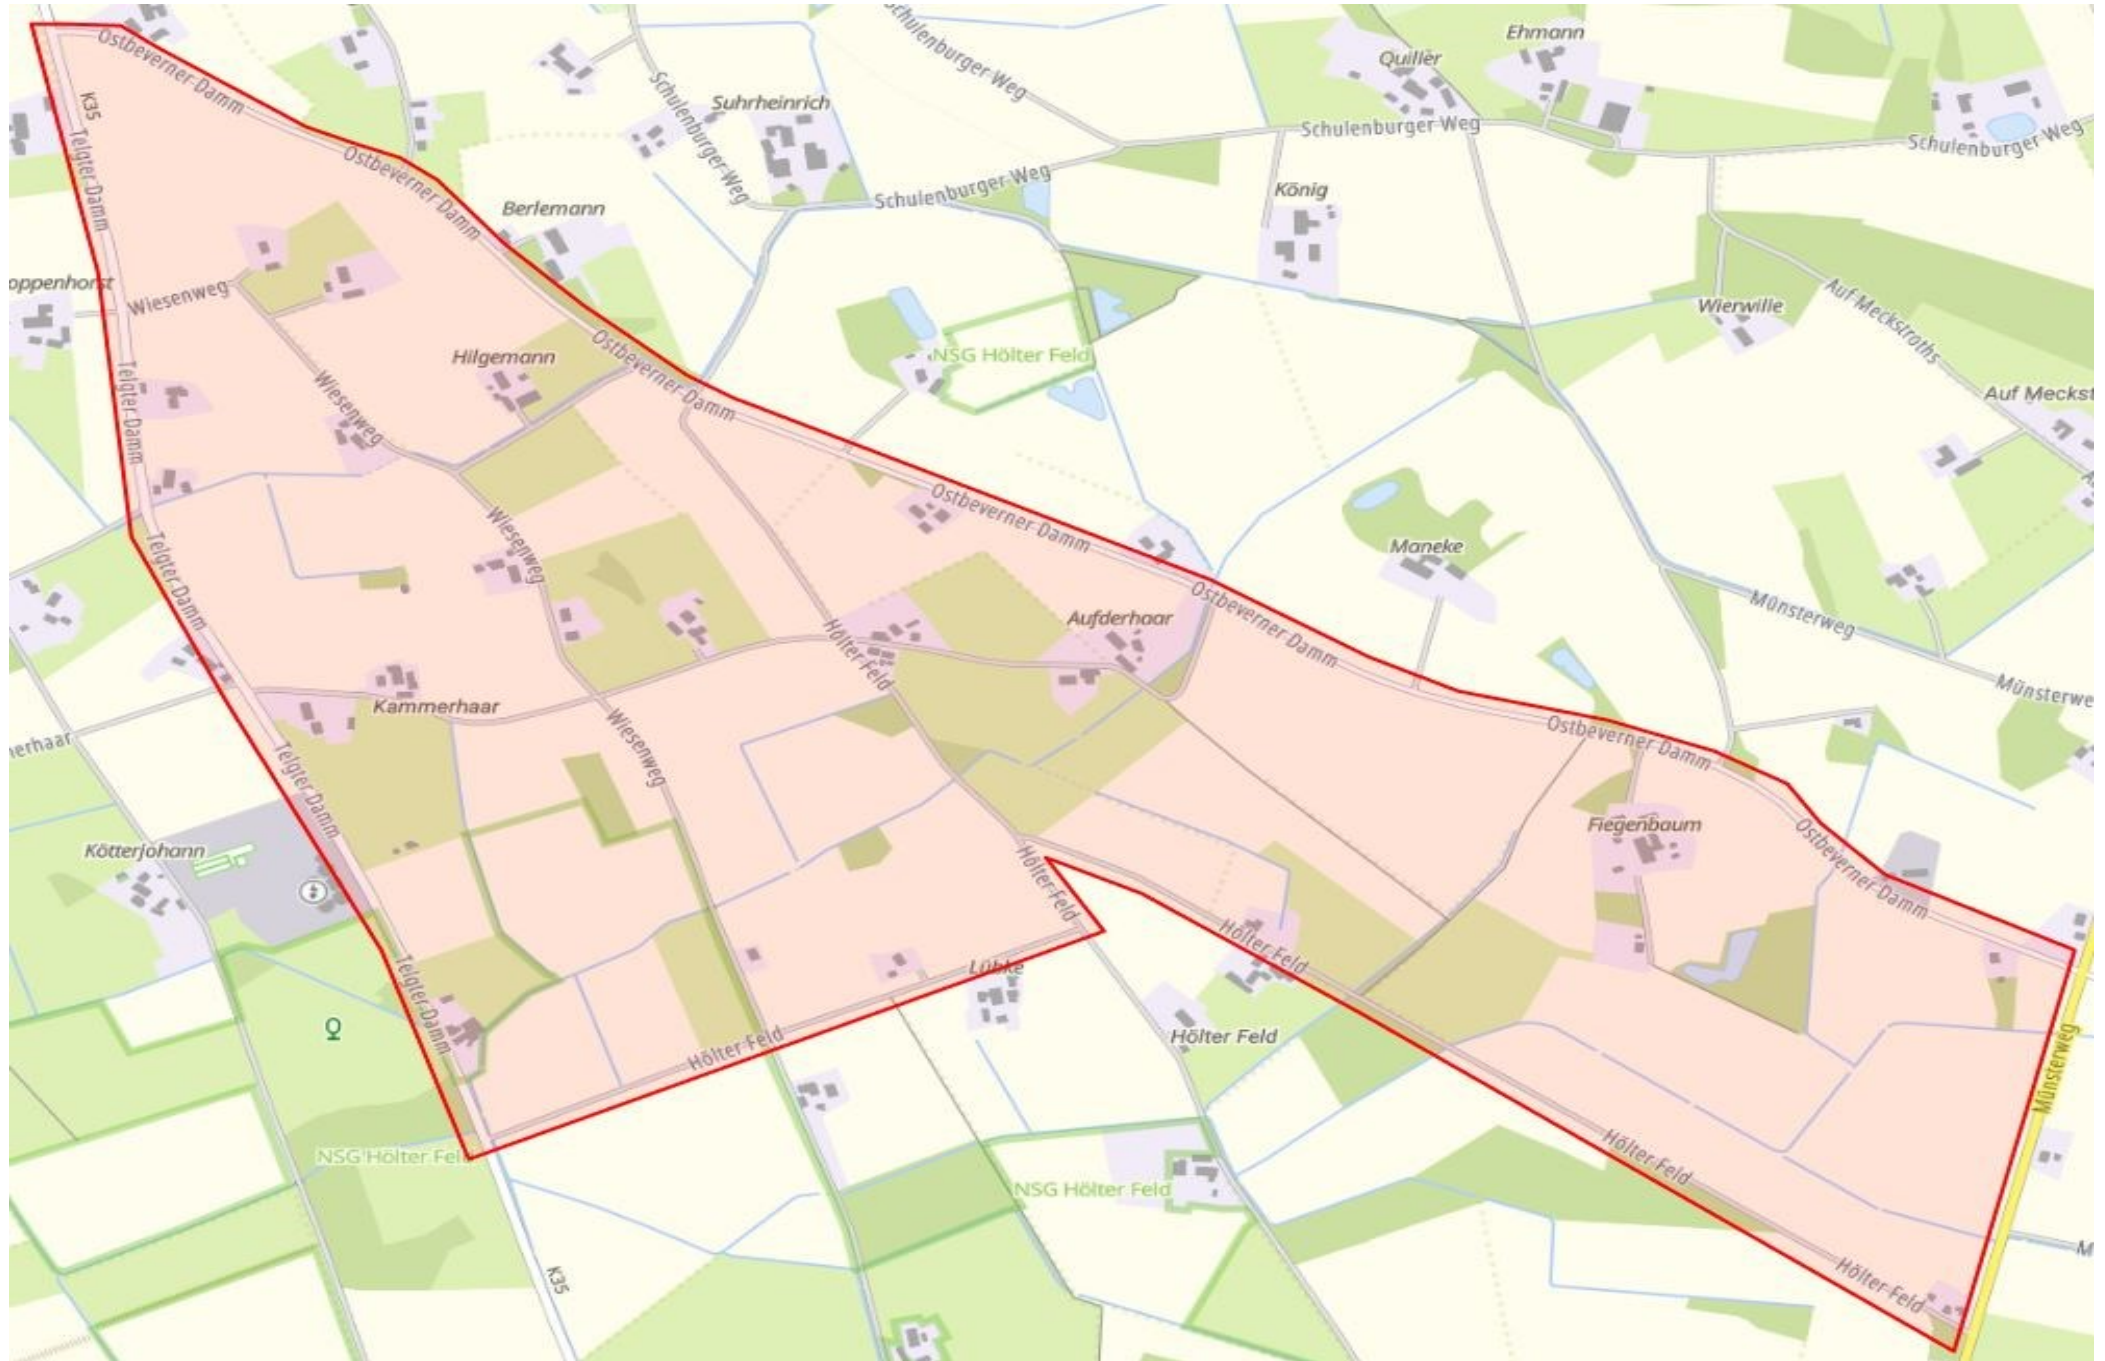 Ehmann
Quiller
Schulenburger-Weg
Ostbeverner-Damm
K35
Suhrheinrich
Schulenburger-Weg
Schulenburger-Weg
Schulenburger-Weg
Telgter-Damm
Ostbeverner-Damm
Schulenburger-Weg
König
Berlemann
oppenhorst
Wiesenweg
Auf-Meckstroths
Wierwille
Hilgemann
Ostbeverner-Damm
NSG Hölter Feld
Telgter-Damm
Wiesenweg
Auf Meckst
Ostbeverner-Damm
Wiesenweg
Telgter-Damm
Maneke
Ostbeverner-Damm
Münsterweg
Aufderhaar
Hölter-Feld
Münsterwe
Kammerhaar
Wiesenweg
Ostbeverner-Damm
erhaar
Telgter-Damm
Fiegenbaum
Ostbeverner-Damm
Kötterjohann
Hölter-Feld
Hölter-Feld
Lübke
Telgter-Damm
Hölter Feld
Hölter-Feld
Münsterweg
NSG Hölter Fel
Hölter-Feld
NSG Hölter Feld
M
K35
Hölter-Feld